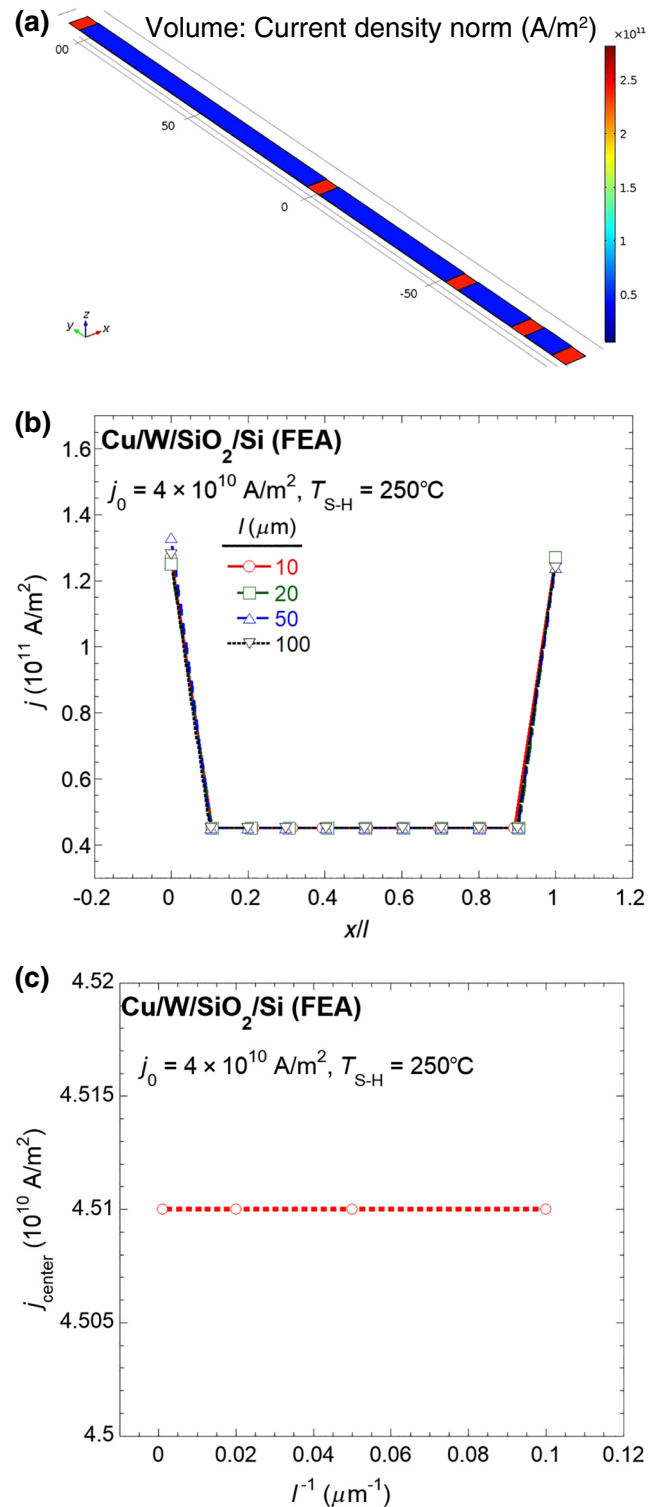 (a) Volume: Current density norm (A/m²)
×10¹¹
00
50
0
-50
2.5
2
1.5
1
0.5
y z x
(b)
Cu/W/SiO₂/Si (FEA)
j₀ = 4 × 10¹⁰ A/m², T_S-H = 250°C
l (μm)
10
20
50
100
j (10¹¹ A/m²)
1.6
1.4
1.2
1
0.8
0.6
0.4
-0.2 0 0.2 0.4 0.6 0.8 1 1.2
x/l
(c)
Cu/W/SiO₂/Si (FEA)
j₀ = 4 × 10¹⁰ A/m², T_S-H = 250°C
j_center (10¹⁰ A/m²)
4.52
4.515
4.51
4.505
4.5
0 0.02 0.04 0.06 0.08 0.1 0.12
l⁻¹ (μm⁻¹)